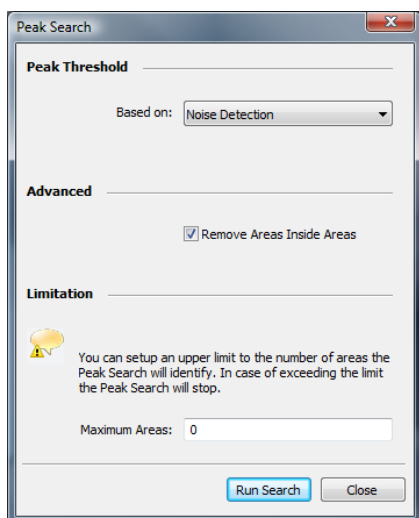 Peak Search
Peak Threshold
Based on: Noise Detection
Advanced
Remove Areas Inside Areas
Limitation
You can setup an upper limit to the number of areas the
Peak Search will identify. In case of exceeding the limit
the Peak Search will stop.
Maximum Areas: 0
Run Search Close